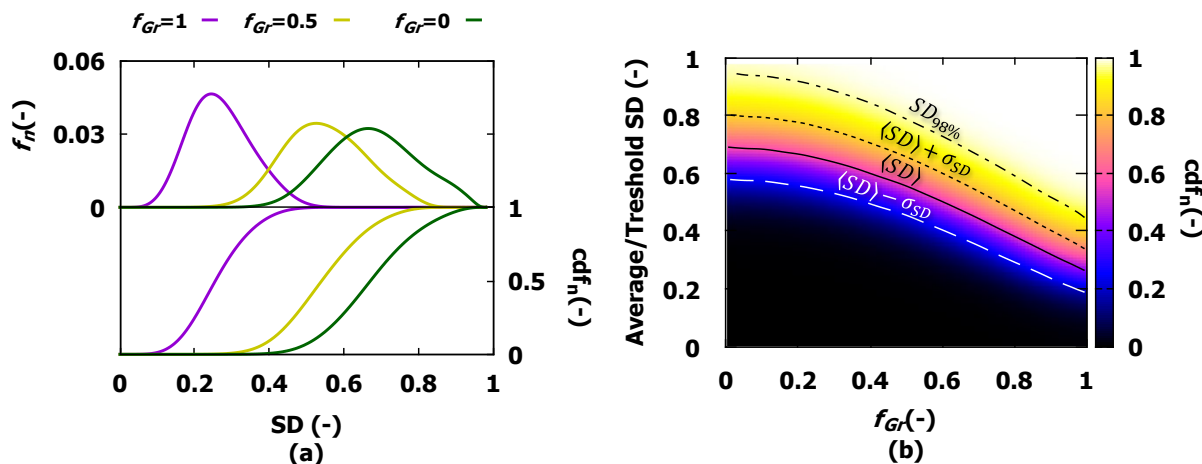 f_Gr=1 f_Gr=0.5 f_Gr=0
0.06
0.03
0
f_n(-)
1
0.5
0
cdf_n(-)
0 0.2 0.4 0.6 0.8 1
SD (-)
(a)
1
0.8
0.6
0.4
0.2
0
Average/Treshold SD (-)
SD_98%
⟨SD⟩ + σ_SD
⟨SD⟩
⟨SD⟩ − σ_SD
0 0.2 0.4 0.6 0.8 1
f_Gr(-)
(b)
1
0.8
0.6
0.4
0.2
0
cdf_n(-)